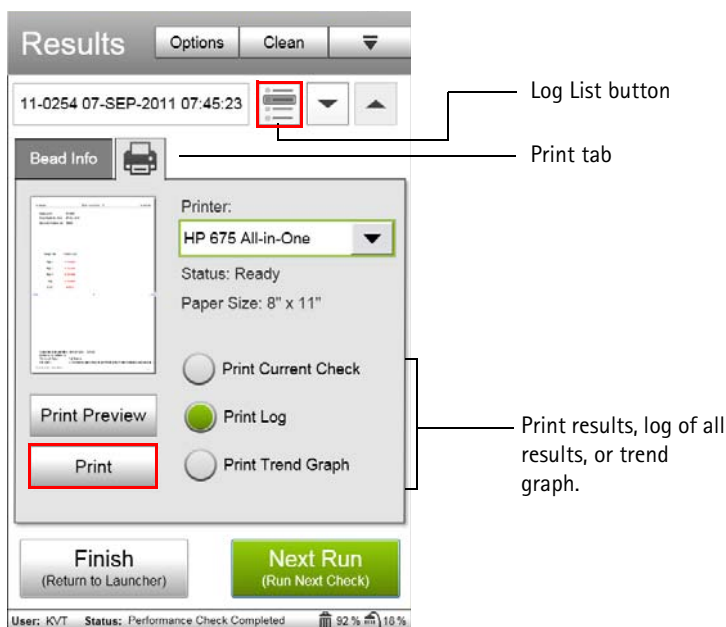 Results
Options
Clean
11-0254 07-SEP-2011 07:45:23
Log List button
Bead Info
Print tab
Printer:
HP 675 All-in-One
Status: Ready
Paper Size: 8" x 11"
Print Current Check
Print Preview
Print Log
Print
Print Trend Graph
Print results, log of all
results, or trend
graph.
Finish
(Return to Launcher)
Next Run
(Run Next Check)
User: KVT Status: Performance Check Completed 92 % 16 %